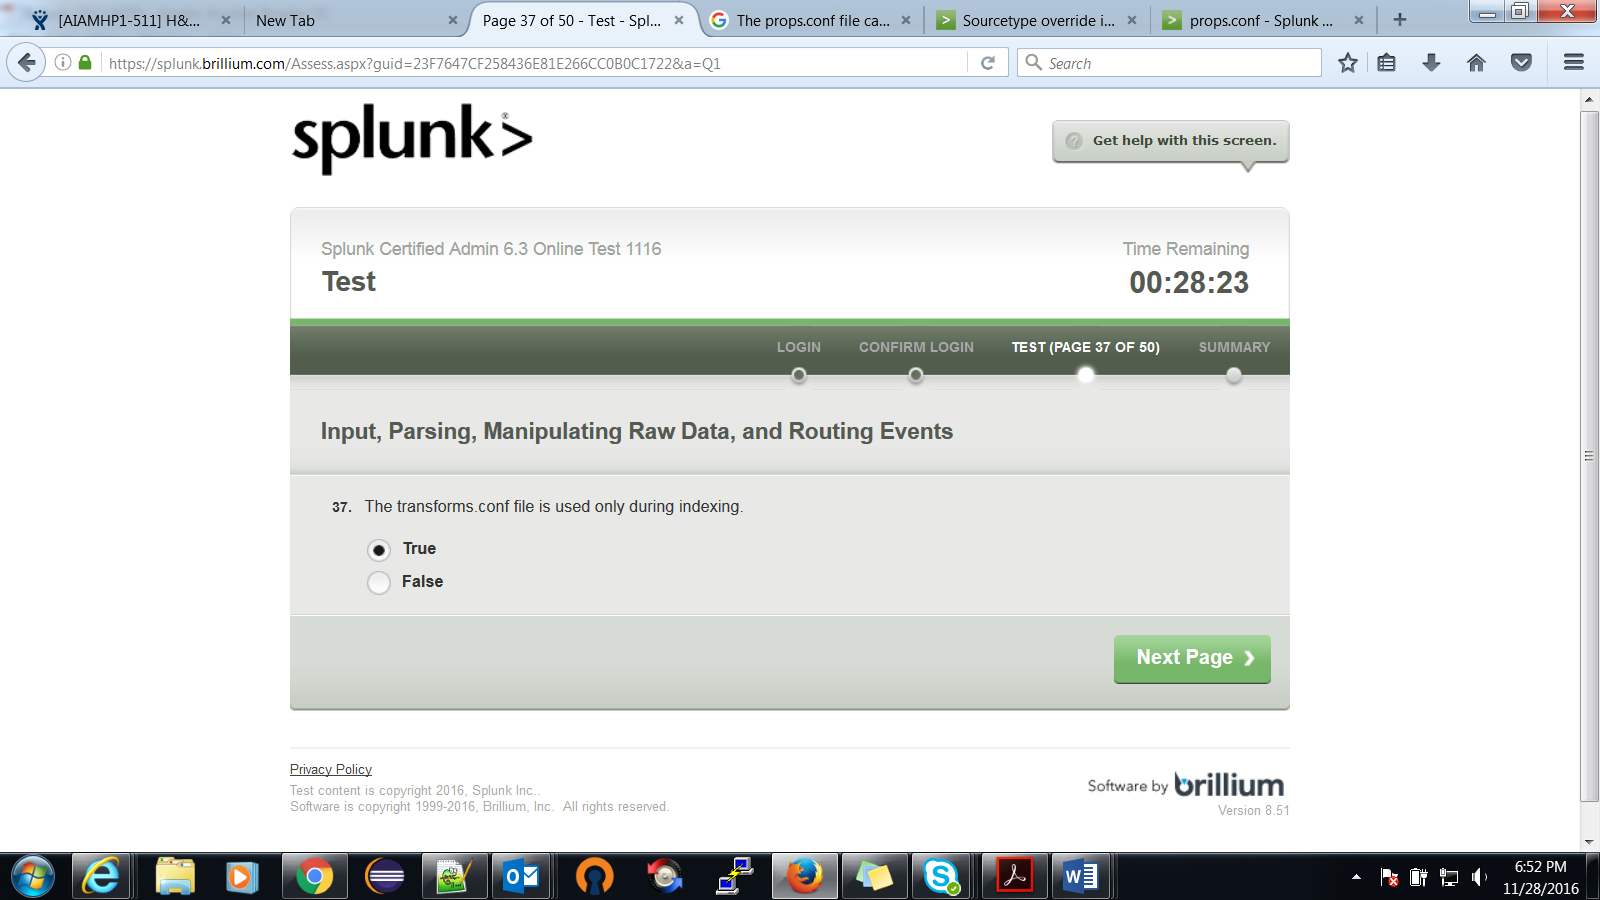 [AIAMHP1-511] H&... × New Tab × Page 37 of 50 - Test - Spl... × The props.conf file ca... × Sourcetype override i... × props.conf - Splunk ... ×
https://splunk.brillium.com/Assess.aspx?guid=23F7647CF258436E81E266CC0B0C1722&a=Q1 Search
splunk>
Get help with this screen.
Splunk Certified Admin 6.3 Online Test 1116
Test
Time Remaining
00:28:23
LOGIN CONFIRM LOGIN TEST (PAGE 37 OF 50) SUMMARY
Input, Parsing, Manipulating Raw Data, and Routing Events
37. The transforms.conf file is used only during indexing.
True
False
Next Page
Privacy Policy
Test content is copyright 2016, Splunk Inc..
Software is copyright 1999-2016, Brillium, Inc. All rights reserved.
Software by brillium
Version 8.51
6:52 PM
11/28/2016